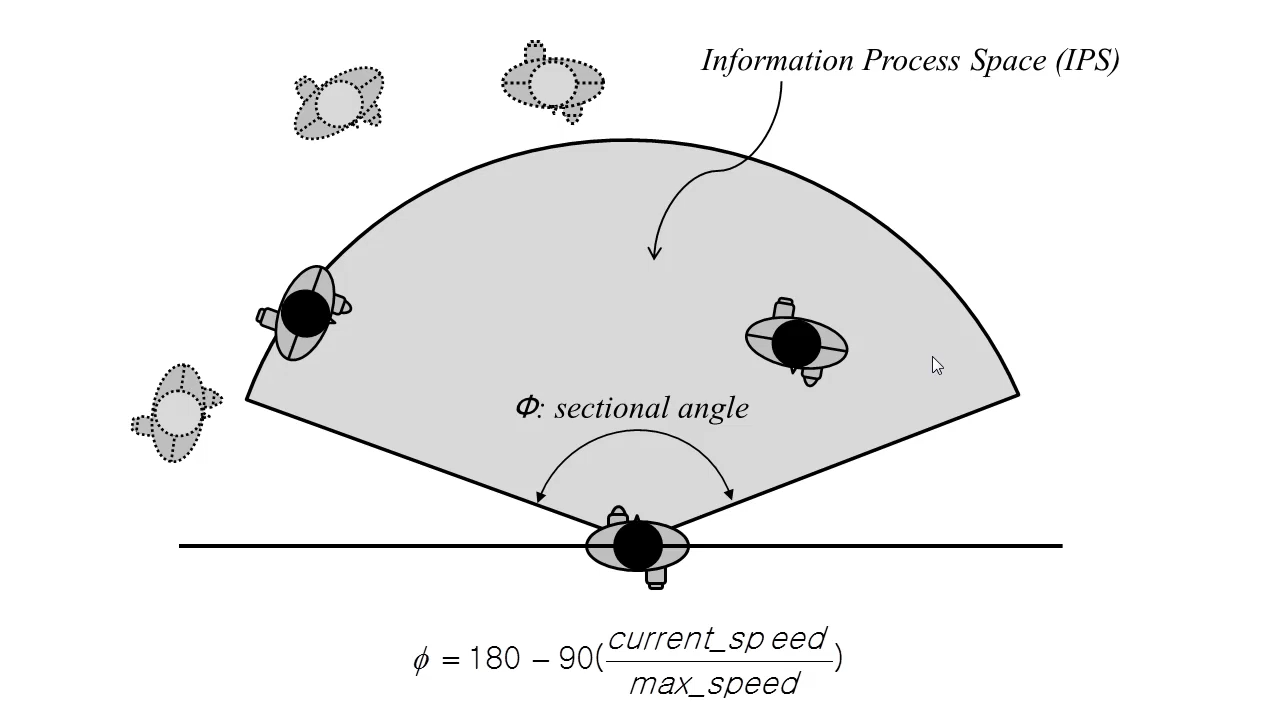 Information Process Space (IPS)
Φ: sectional angle
ϕ = 180 − 90(current_speed/max_speed)